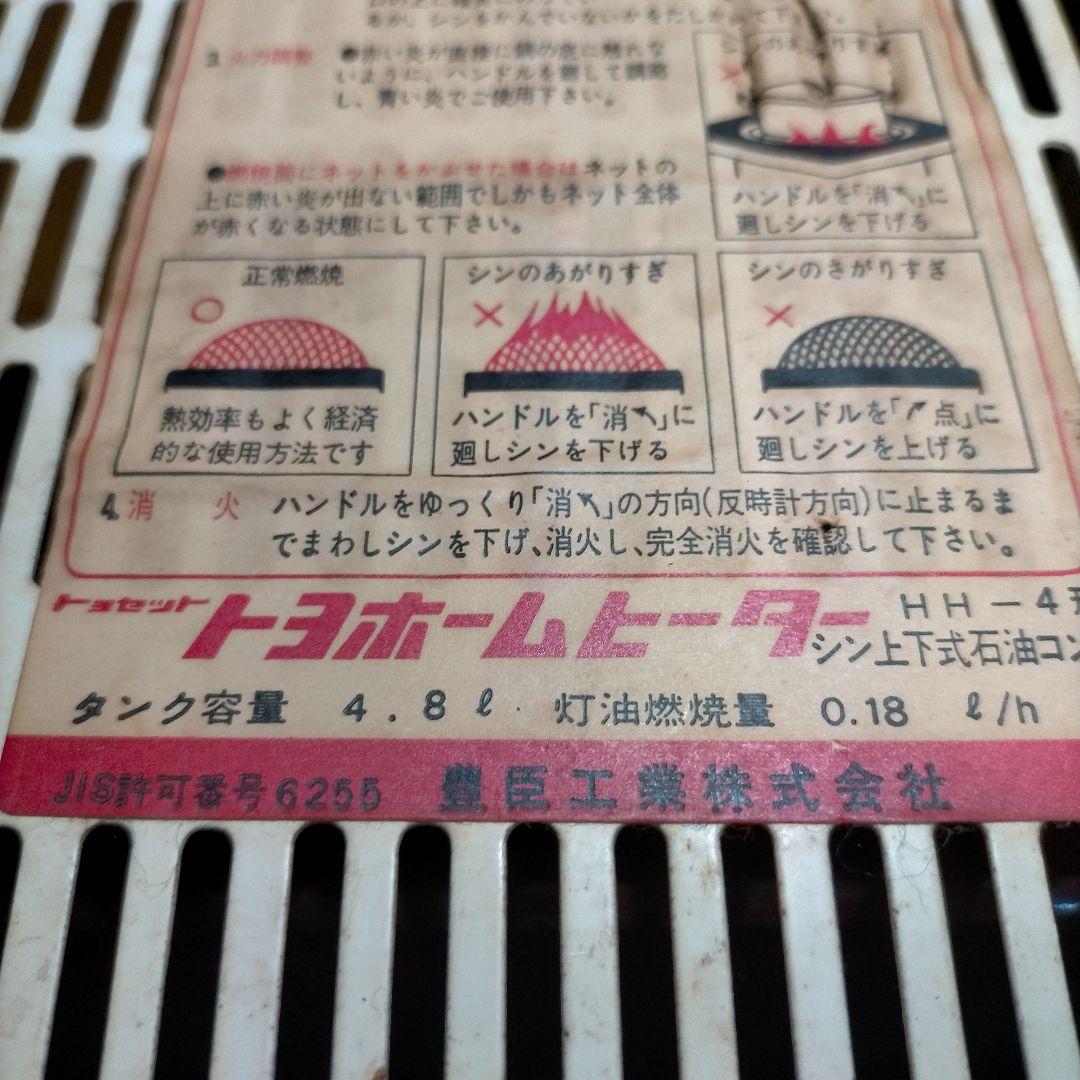 3. 火力調整 ●赤い炎が直接に鍋の底に触れな
いように、ハンドルを廻して調節
し、青い炎でご使用下さい。
●燃焼筒にネットをかぶせた場合はネットの
上に赤い炎が出ない範囲でしかもネット全体
が赤くなる状態にして下さい。
シンのあがりすぎ
ハンドルを「消」に
廻しシンを下げる
正常燃焼
熱効率もよく経済
的な使用方法です
シンのあがりすぎ
ハンドルを「消」に
廻しシンを下げる
シンのさがりすぎ
ハンドルを「点」に
廻しシンを上げる
4. 消火 ハンドルをゆっくり「消」の方向(反時計方向)に止まるま
でまわしシンを下げ、消火し、完全消火を確認して下さい。
トヨセット トヨホームヒーター HH-4
シン上下式石油コン
タンク容量 4.8ℓ 灯油燃焼量 0.18 ℓ/h
JIS許可番号6255 豊臣工業株式会社